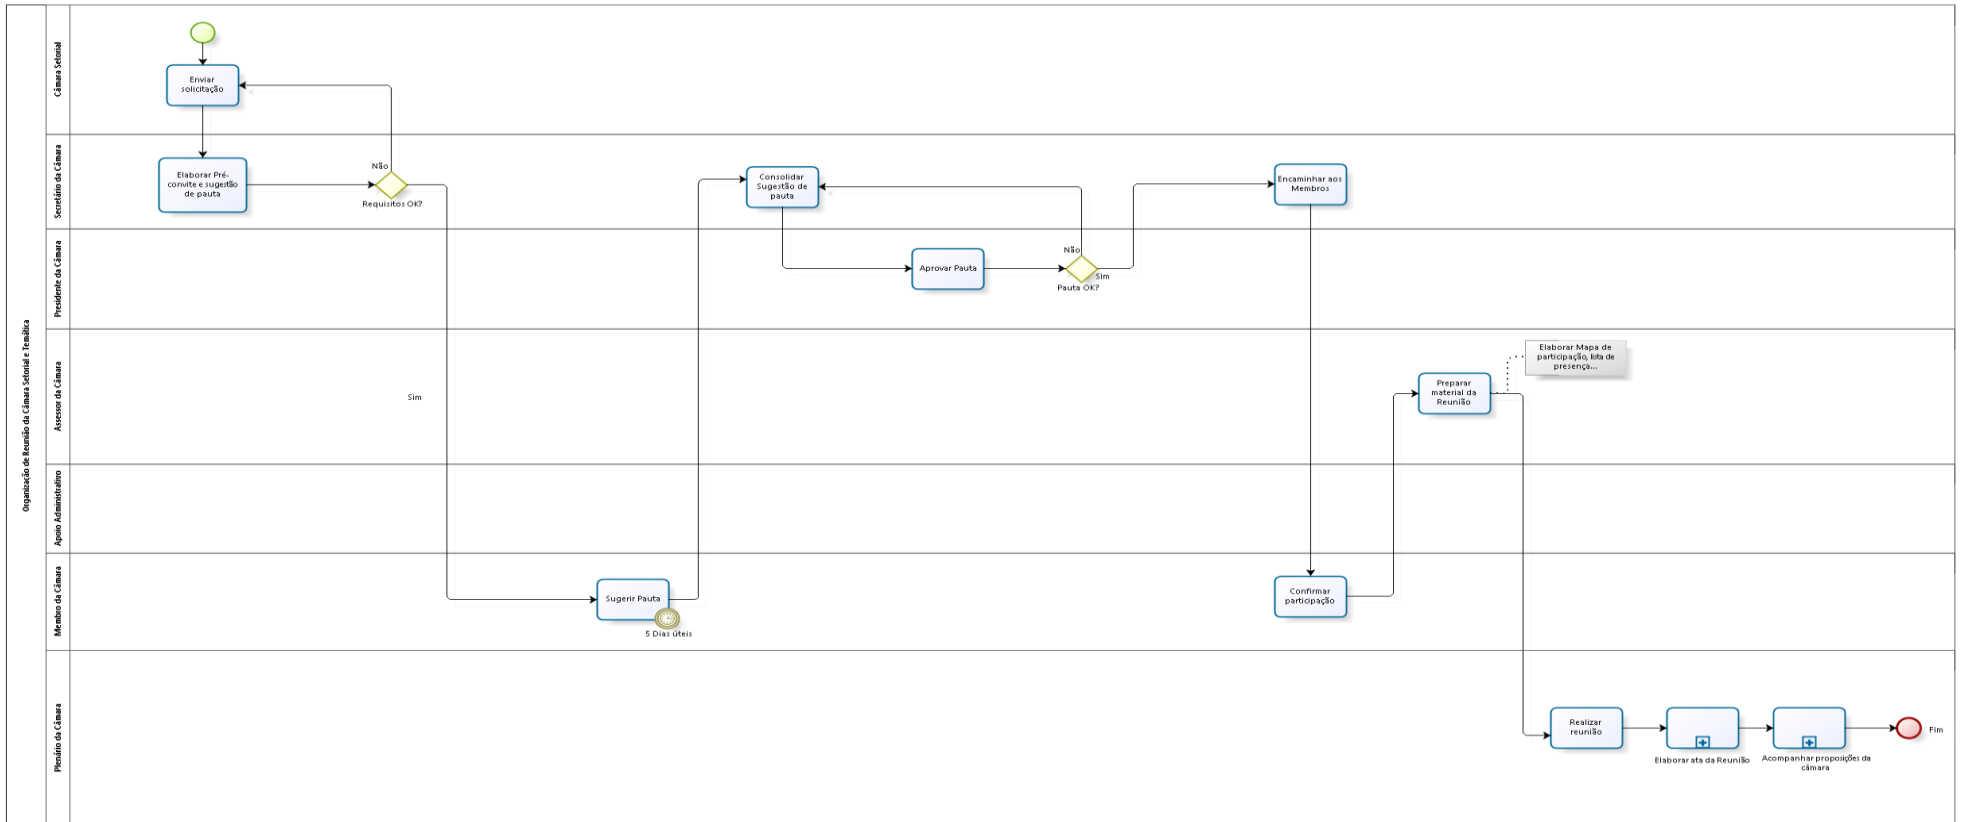 Organização de Reunião da Câmara Setorial e Temática
Câmara Setorial
Enviar
solicitação
Secretário da Câmara
Elaborar Pré-
convite e sugestão
de pauta
Não
Requisitos OK?
Consolidar
Sugestão de
pauta
Encaminhar aos
Membros
Presidente da Câmara
Aprovar Pauta
Não
Sim
Pauta OK?
Assessor da Câmara
Sim
Preparar
material da
Reunião
Elaborar Mapa de
participação, lista de
presença...
Apoio Administrativo
Membro da Câmara
Sugerir Pauta
5 Dias úteis
Confirmar
participação
Plenário da Câmara
Realizar
reunião
Elaborar ata da Reunião
Acompanhar proposições da
câmara
Fim